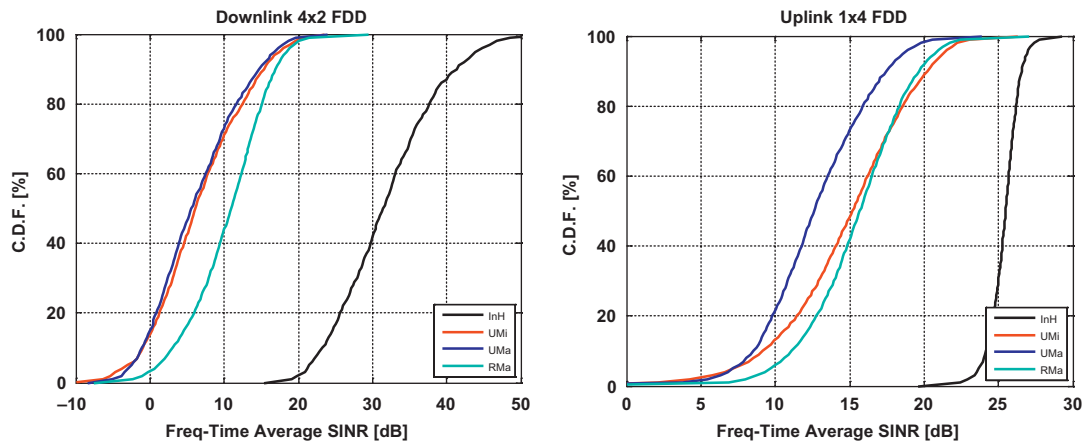 Downlink 4x2 FDD
C.D.F. [%]
100
80
60
40
20
0
–10
0
10
20
30
40
50
Freq-Time Average SINR [dB]
InH
UMi
UMa
RMa
Uplink 1x4 FDD
C.D.F. [%]
100
80
60
40
20
0
0
5
10
15
20
25
30
Freq-Time Average SINR [dB]
InH
UMi
UMa
RMa